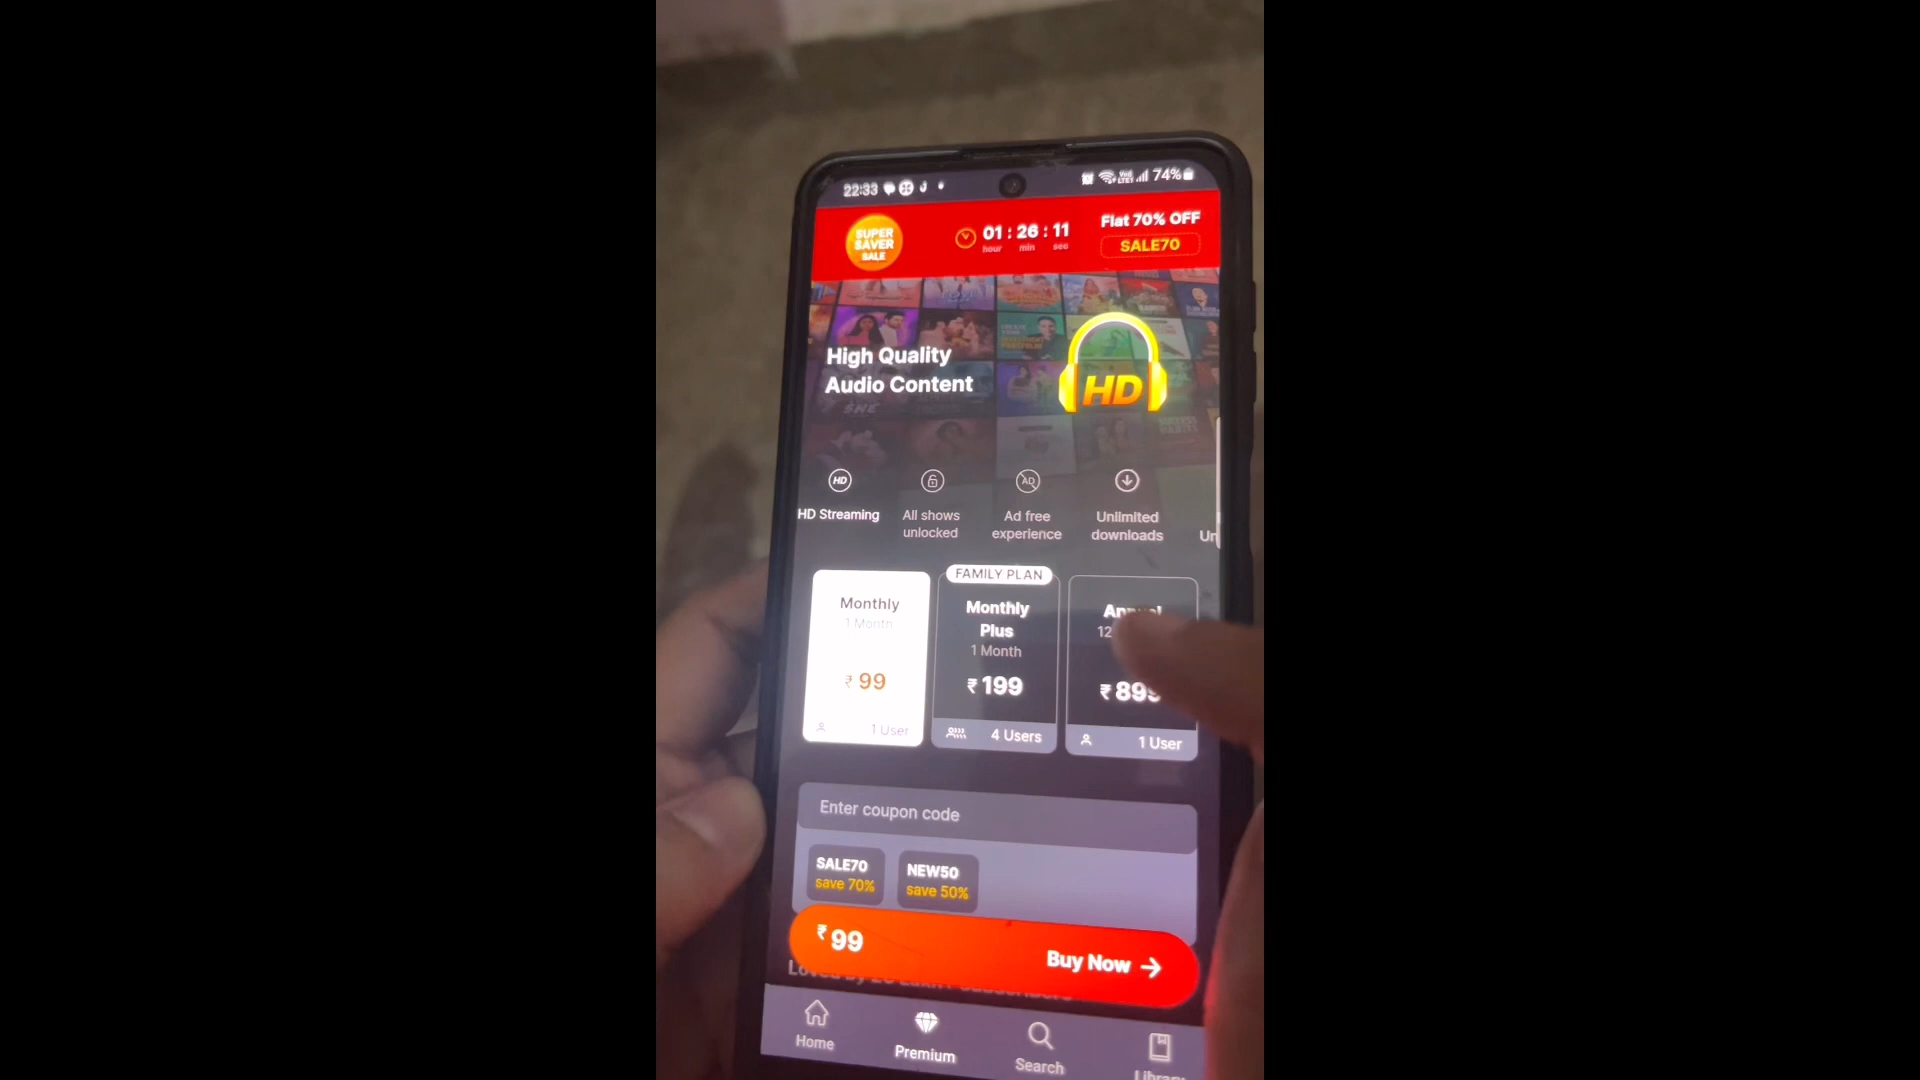 22:33
74%
SUPER
SAVER
SALE
01 : 26 : 11
hour min sec
Flat 70% OFF
SALE70
High Quality
Audio Content
HD
HD
AD
HD Streaming
All shows
unlocked
Ad free
experience
Unlimited
downloads
Monthly
1 Month
₹ 99
1 User
FAMILY PLAN
Monthly
Plus
1 Month
₹ 199
4 Users
12
₹ 899
1 User
Enter coupon code
SALE70
save 70%
NEW50
save 50%
₹ 99
Buy Now
Home
Premium
Search